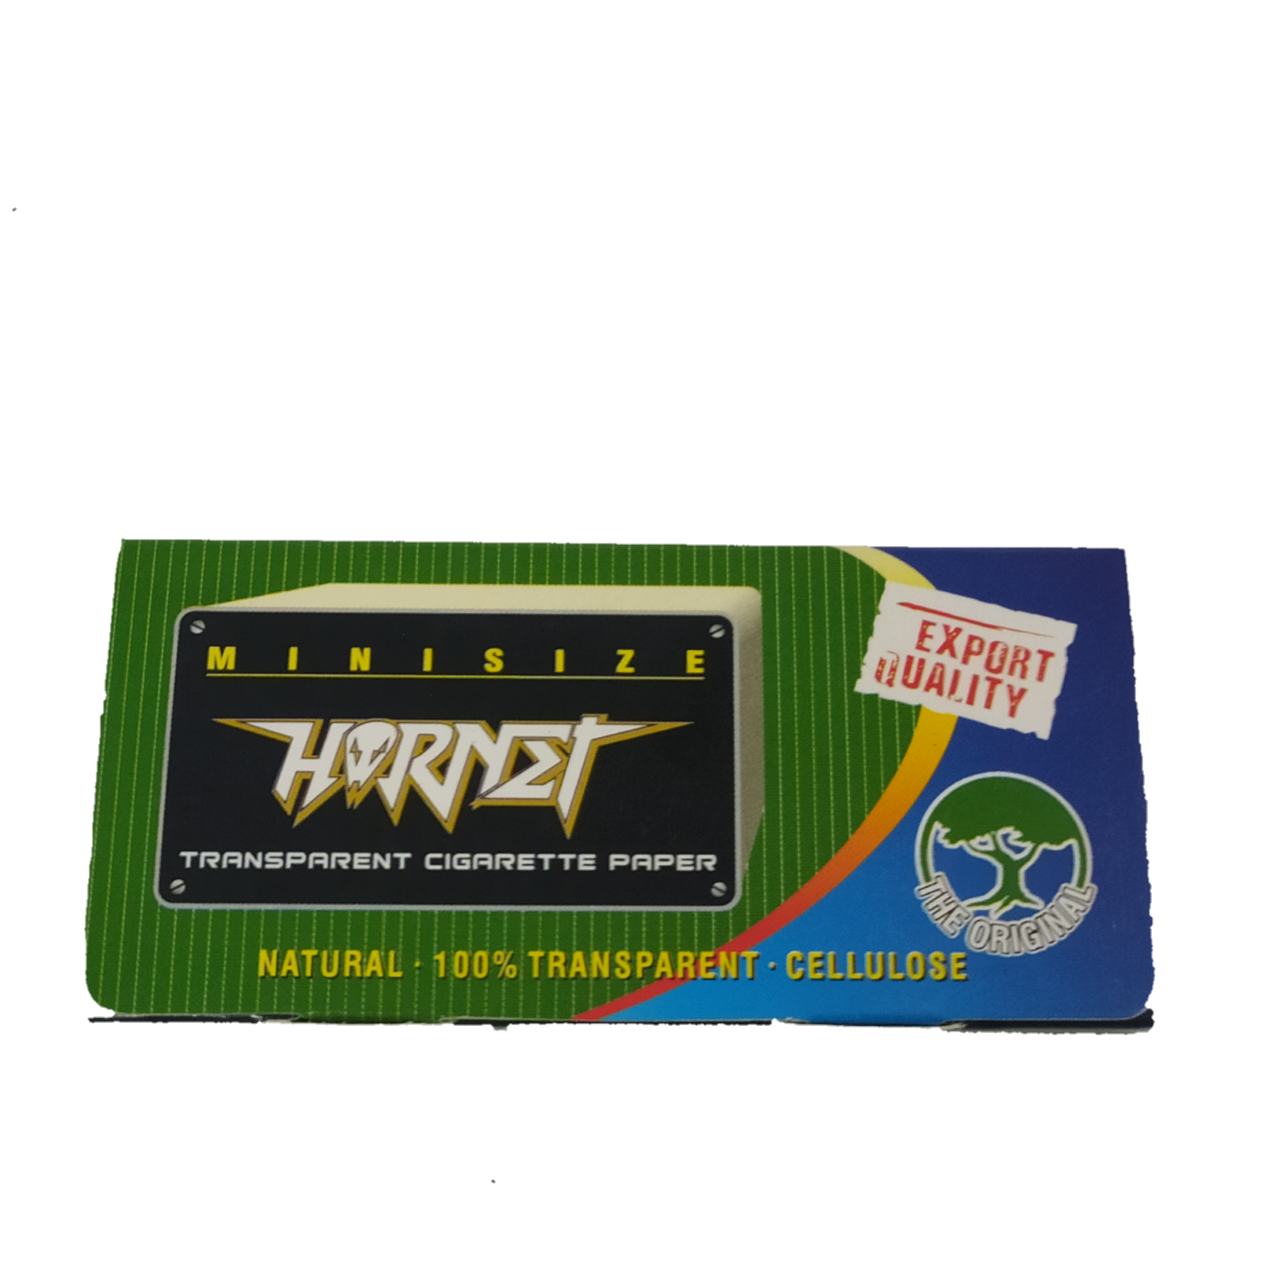 MINISIZE
HORNET
TRANSPARENT CIGARETTE PAPER
NATURAL · 100% TRANSPARENT · CELLULOSE
EXPORT
QUALITY
THE ORIGINAL